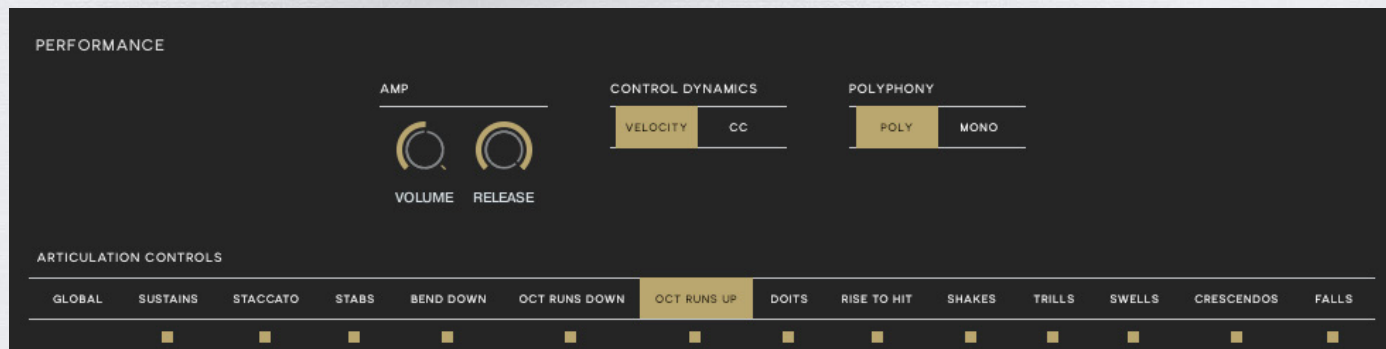 PERFORMANCE
AMP
CONTROL DYNAMICS
POLYPHONY
VELOCITY CC
POLY MONO
VOLUME RELEASE
ARTICULATION CONTROLS
GLOBAL SUSTAINS STACCATO STABS BEND DOWN OCT RUNS DOWN OCT RUNS UP DOITS RISE TO HIT SHAKES TRILLS SWELLS CRESCENDOS FALLS